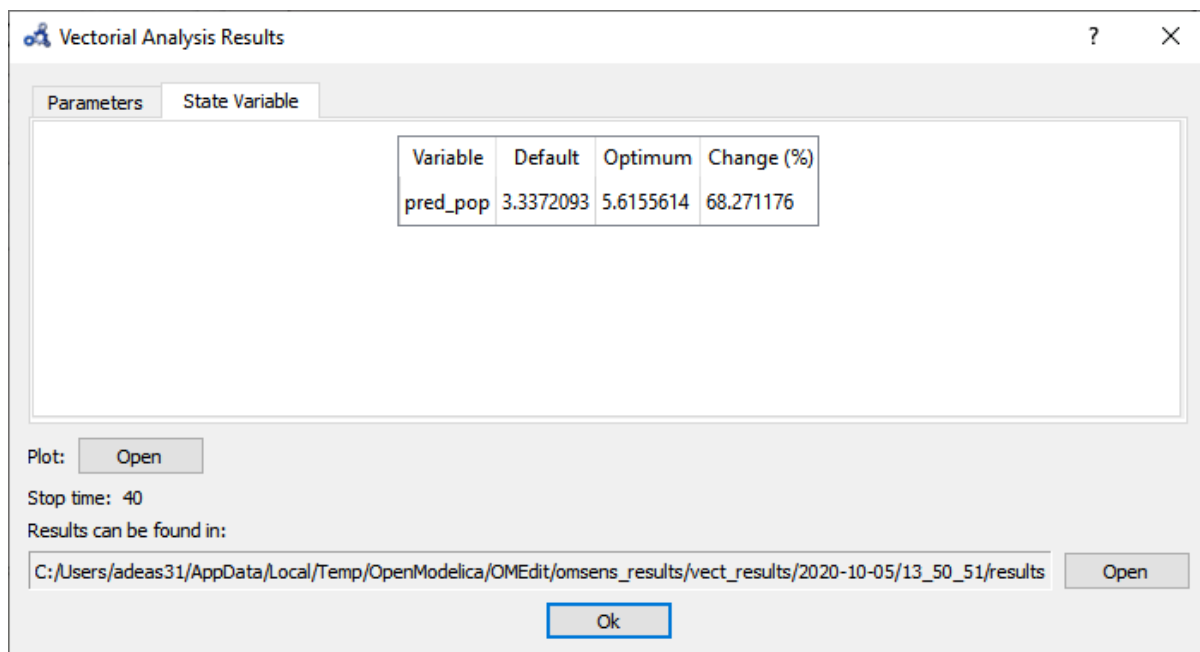 Vectorial Analysis Results ?
Parameters State Variable
Variable Default Optimum Change (%)
pred_pop 3.3372093 5.6155614 68.271176
Plot: Open
Stop time: 40
Results can be found in:
C:/Users/adeas31/AppData/Local/Temp/OpenModelica/OMEdit/omsens_results/vect_results/2020-10-05/13_50_51/results Open
Ok